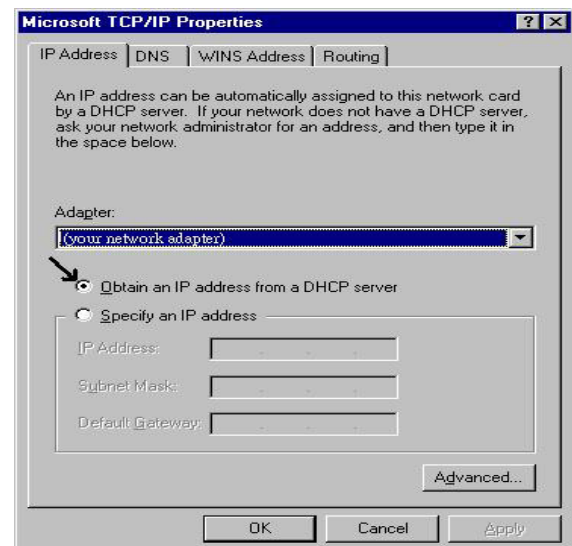 Microsoft TCP/IP Properties
IP Address DNS WINS Address Routing
An IP address can be automatically assigned to this network card
by a DHCP server. If your network does not have a DHCP server,
ask your network administrator for an address, and then type it in
the space below.
Adapter:
(your network adapter)
Obtain an IP address from a DHCP server
Specify an IP address
IP Address:
Subnet Mask:
Default Gateway:
Advanced...
OK Cancel Apply